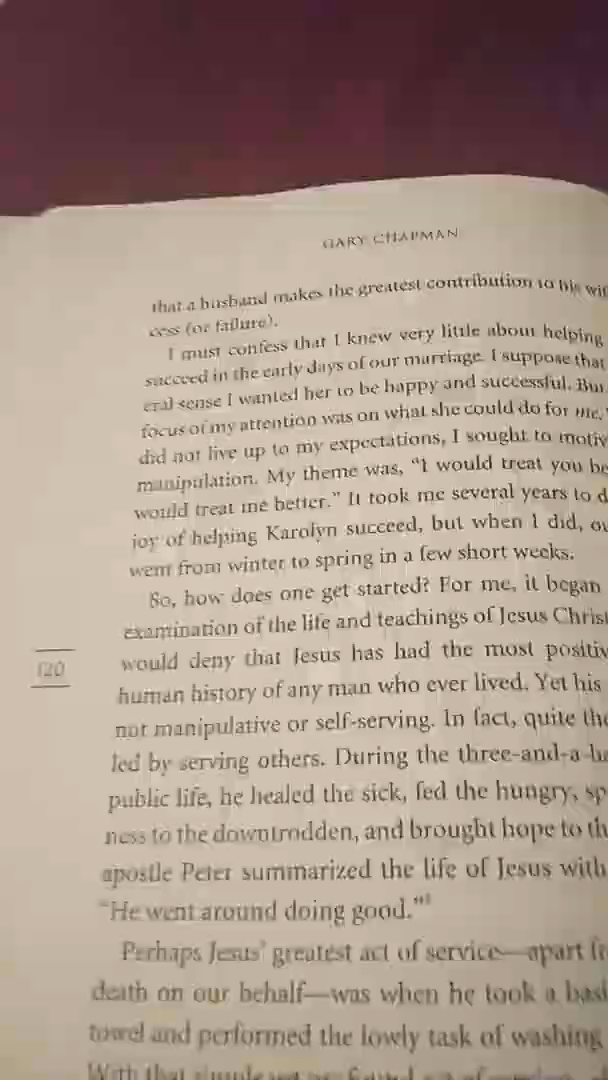 GARY CHAPMAN
that a husband makes the greatest contribution to his
cess (or failure).
I must confess that I knew very little about helping
succeed in the early days of our marriage. I suppose that
eral sense I wanted her to be happy and successful. But
focus of my attention was on what she could do for me.
did not live up to my expectations, I sought to motiv
manipulation. My theme was, “I would treat you be
would treat me better.” It took me several years to d
joy of helping Karolyn succeed, but when I did, ou
went from winter to spring in a few short weeks.
So, how does one get started? For me, it began
examination of the life and teachings of Jesus Christ
would deny that Jesus has had the most positiv
120
human history of any man who ever lived. Yet his
not manipulative or self-serving. In fact, quite the
led by serving others. During the three-and-a-ha
public life, he healed the sick, fed the hungry, sp
ness to the downtrodden, and brought hope to th
apostle Peter summarized the life of Jesus with
“He went around doing good.”¹
Perhaps Jesus’ greatest act of service—apart fr
death on our behalf—was when he took a basi
towel and performed the lowly task of washing
With that simple